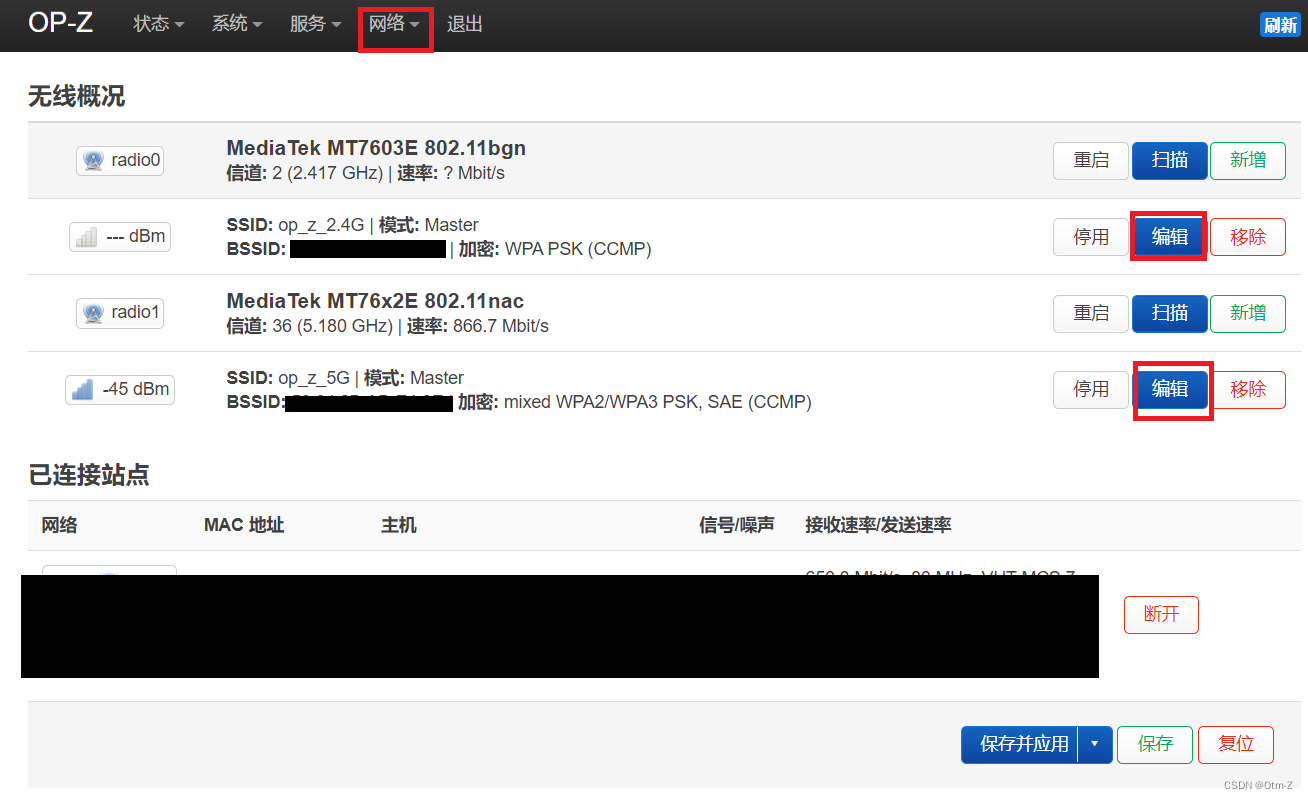 OP-Z 状态 系统 服务 网络 退出 刷新
无线概况
radio0 MediaTek MT7603E 802.11bgn 重启 扫描 新增
信道: 2 (2.417 GHz) | 速率: ? Mbit/s
--- dBm SSID: op_z_2.4G | 模式: Master 停用 编辑 移除
BSSID: | 加密: WPA PSK (CCMP)
radio1 MediaTek MT76x2E 802.11nac 重启 扫描 新增
信道: 36 (5.180 GHz) | 速率: 866.7 Mbit/s
-45 dBm SSID: op_z_5G | 模式: Master 停用 编辑 移除
BSSID: 加密: mixed WPA2/WPA3 PSK, SAE (CCMP)
已连接站点
网络 MAC 地址 主机 信号/噪声 接收速率/发送速率
断开
保存并应用 保存 复位
CSDN @Otm-Z